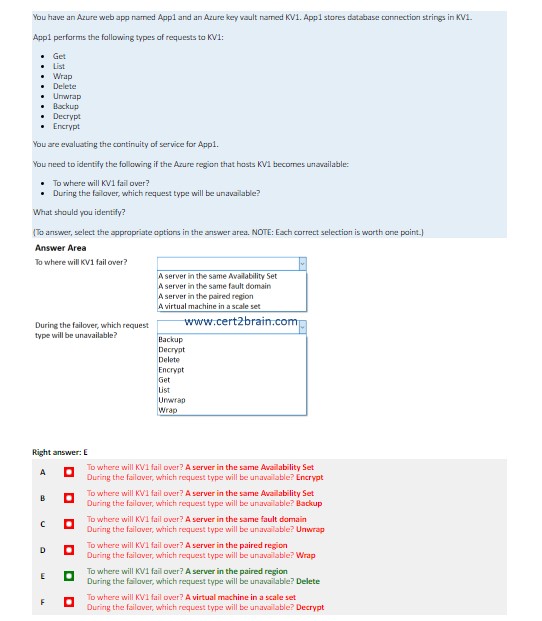 You have an Azure web app named App1 and an Azure key vault named KV1. App1 stores database connection strings in KV1.
App1 performs the following types of requests to KV1:
• Get
• List
• Wrap
• Delete
• Unwrap
• Backup
• Decrypt
• Encrypt
You are evaluating the continuity of service for App1.
You need to identify the following if the Azure region that hosts KV1 becomes unavailable:
• To where will KV1 fail over?
• During the failover, which request type will be unavailable?
What should you identify?
(To answer, select the appropriate options in the answer area. NOTE: Each correct selection is worth one point.)
Answer Area
To where will KV1 fail over?
A server in the same Availability Set
A server in the same fault domain
A server in the paired region
A virtual machine in a scale set
During the failover, which request
type will be unavailable?
www.cert2brain.com
Backup
Decrypt
Delete
Encrypt
Get
List
Unwrap
Wrap
Right answer: E
A
To where will KV1 fail over? A server in the same Availability Set
During the failover, which request type will be unavailable? Encrypt
B
To where will KV1 fail over? A server in the same Availability Set
During the failover, which request type will be unavailable? Backup
C
To where will KV1 fail over? A server in the same fault domain
During the failover, which request type will be unavailable? Unwrap
D
To where will KV1 fail over? A server in the paired region
During the failover, which request type will be unavailable? Wrap
E
To where will KV1 fail over? A server in the paired region
During the failover, which request type will be unavailable? Delete
F
To where will KV1 fail over? A virtual machine in a scale set
During the failover, which request type will be unavailable? Decrypt